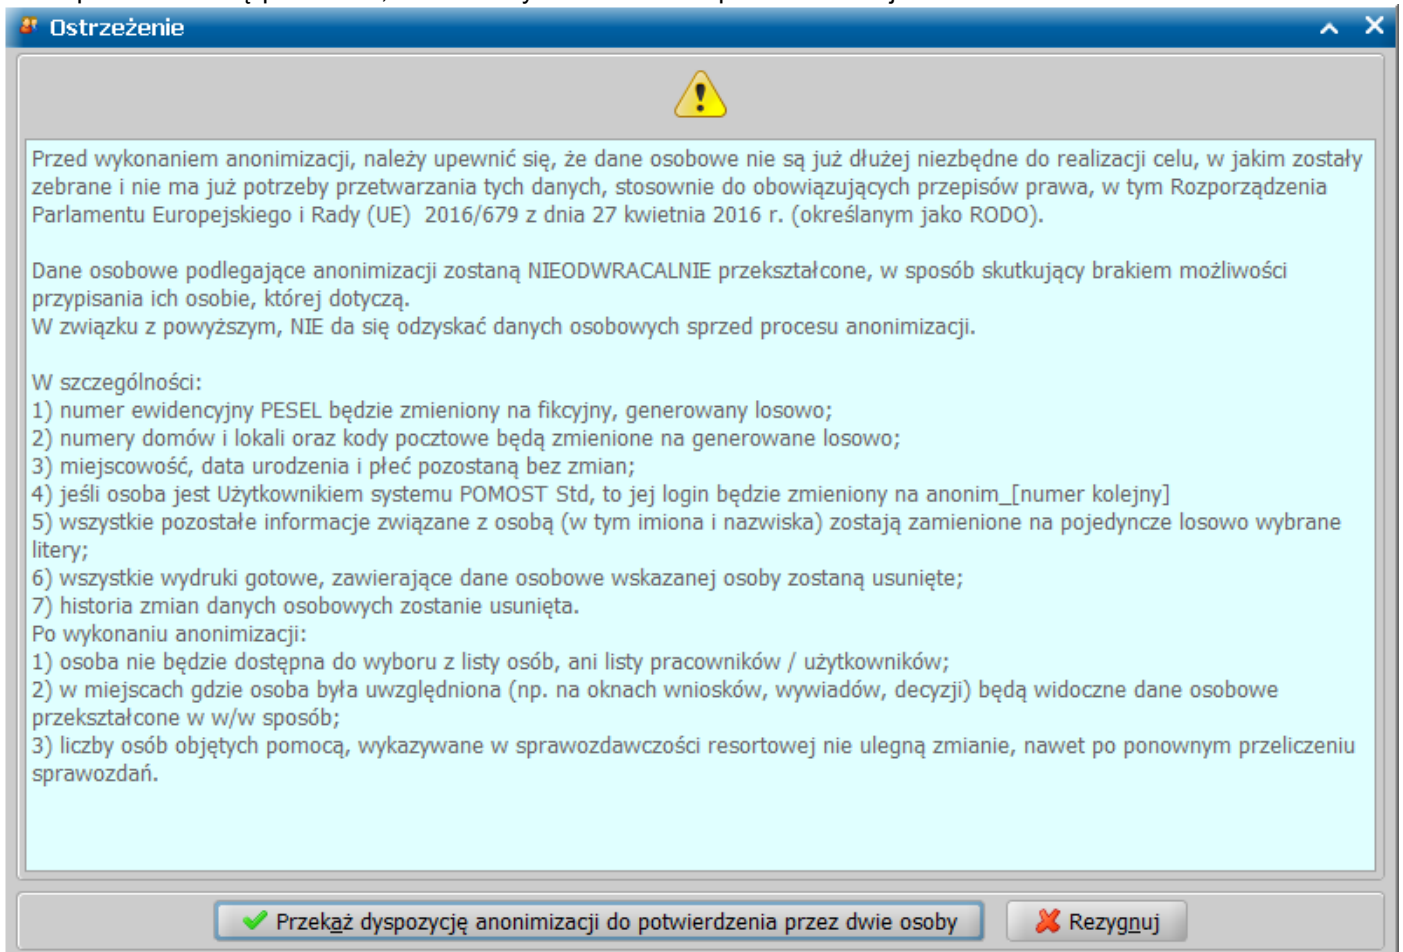 Ostrzeżenie
Przed wykonaniem anonimizacji, należy upewnić się, że dane osobowe nie są już dłużej niezbędne do realizacji celu, w jakim zostały
zebrane i nie ma już potrzeby przetwarzania tych danych, stosownie do obowiązujących przepisów prawa, w tym Rozporządzenia
Parlamentu Europejskiego i Rady (UE)  2016/679 z dnia 27 kwietnia 2016 r. (określanym jako RODO).
Dane osobowe podlegające anonimizacji zostaną NIEODWRACALNIE przekształcone, w sposób skutkujący brakiem możliwości
przypisania ich osobie, której dotyczą.
W związku z powyższym, NIE da się odzyskać danych osobowych sprzed procesu anonimizacji.
W szczególności:
1) numer ewidencyjny PESEL będzie zmieniony na fikcyjny, generowany losowo;
2) numery domów i lokali oraz kody pocztowe będą zmienione na generowane losowo;
3) miejscowość, data urodzenia i płeć pozostaną bez zmian;
4) jeśli osoba jest Użytkownikiem systemu POMOST Std, to jej login będzie zmieniony na anonim_[numer kolejny]
5) wszystkie pozostałe informacje związane z osobą (w tym imiona i nazwiska) zostają zamienione na pojedyncze losowo wybrane
litery;
6) wszystkie wydruki gotowe, zawierające dane osobowe wskazanej osoby zostaną usunięte;
7) historia zmian danych osobowych zostanie usunięta.
Po wykonaniu anonimizacji:
1) osoba nie będzie dostępna do wyboru z listy osób, ani listy pracowników / użytkowników;
2) w miejscach gdzie osoba była uwzględniona (np. na oknach wniosków, wywiadów, decyzji) będą widoczne dane osobowe
przekształcone w w/w sposób;
3) liczby osób objętych pomocą, wykazywane w sprawozdawczości resortowej nie ulegną zmianie, nawet po ponownym przeliczeniu
sprawozdań.
Przekaż dyspozycję anonimizacji do potwierdzenia przez dwie osoby
Rezygnuj